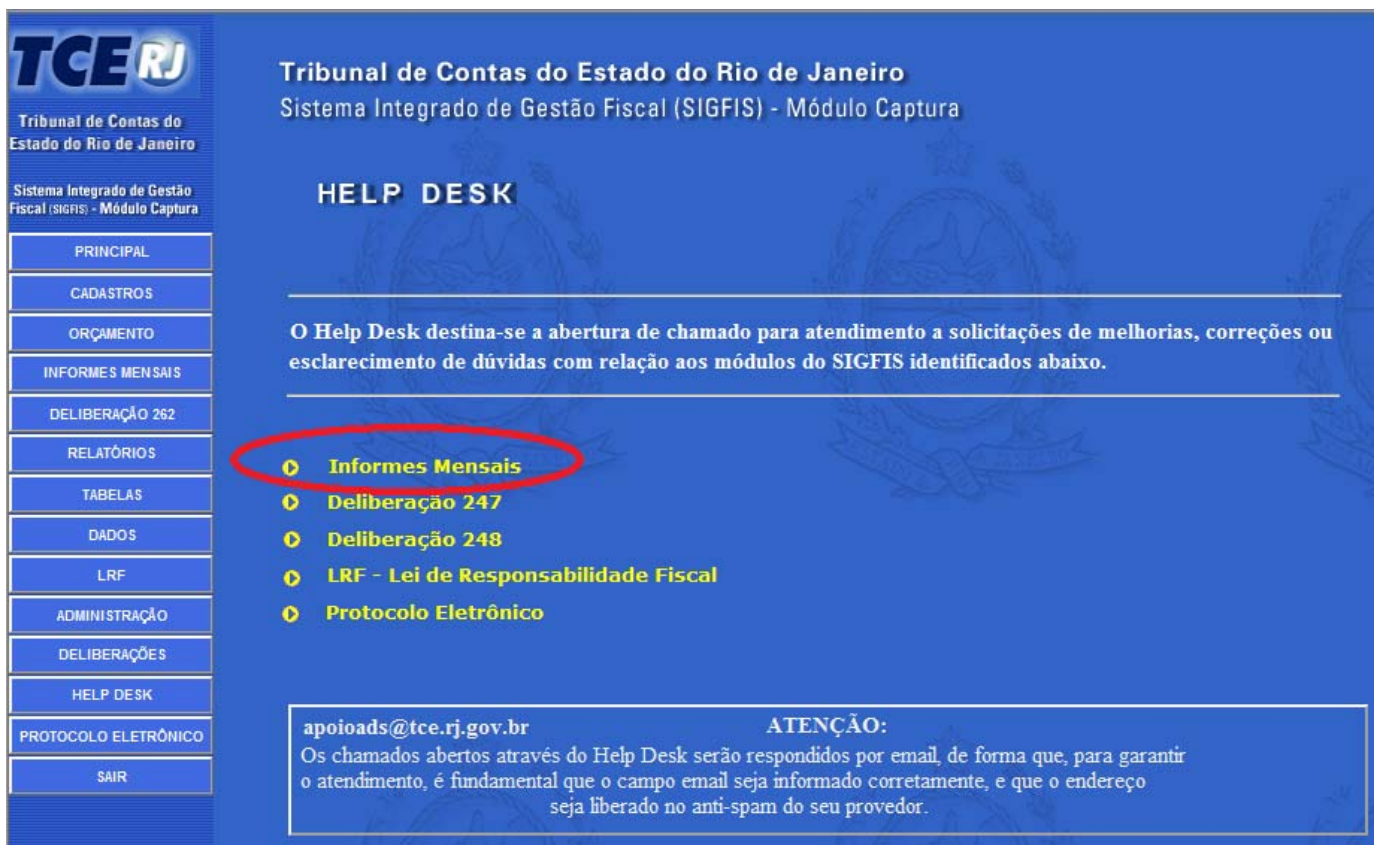 TCE RJ
Tribunal de Contas do
Estado do Rio de Janeiro
Sistema Integrado de Gestão
Fiscal (SIGFIS) - Módulo Captura
PRINCIPAL
CADASTROS
ORÇAMENTO
INFORMES MENSAIS
DELIBERAÇÃO 262
RELATÓRIOS
TABELAS
DADOS
LRF
ADMINISTRAÇÃO
DELIBERAÇÕES
HELP DESK
PROTOCOLO ELETRÔNICO
SAIR
Tribunal de Contas do Estado do Rio de Janeiro
Sistema Integrado de Gestão Fiscal (SIGFIS) - Módulo Captura
HELP DESK
O Help Desk destina-se a abertura de chamado para atendimento a solicitações de melhorias, correções ou
esclarecimento de dúvidas com relação aos módulos do SIGFIS identificados abaixo.
Informes Mensais
Deliberação 247
Deliberação 248
LRF - Lei de Responsabilidade Fiscal
Protocolo Eletrônico
apoioads@tce.rj.gov.br ATENÇÃO:
Os chamados abertos através do Help Desk serão respondidos por email, de forma que, para garantir
o atendimento, é fundamental que o campo email seja informado corretamente, e que o endereço
seja liberado no anti-spam do seu provedor.